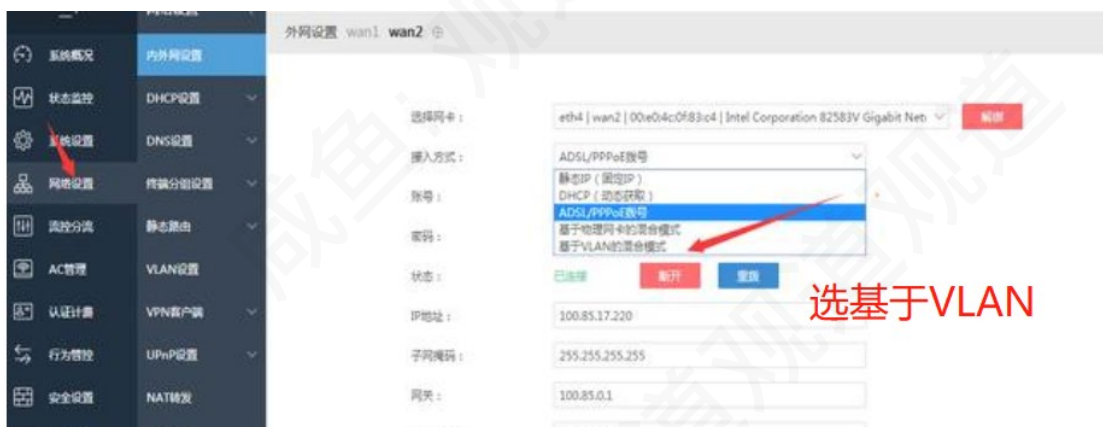 外网设置 wan1 wan2
系统概况
状态监控
系统设置
网络设置
流控分流
AC管理
认证计费
行为管控
安全设置
内外网设置
DHCP设置
DNS设置
终端分组设置
静态路由
VLAN设置
VPN客户端
UPnP设置
NAT转发
选择网卡: eth4 | wan2 | 00:e0:4c:0f:83:c4 | Intel Corporation 82583V Gigabit Net 解绑
接入方式: ADSL/PPPoE拨号
静态IP(固定IP)
DHCP(动态获取)
账号: *
ADSL/PPPoE拨号
基于物理网卡的混合模式
密码:
基于VLAN的混合模式
状态: 已连接 断开 重拨
选基于VLAN
IP地址: 100.85.17.220
子网掩码: 255.255.255.255
网关: 100.85.0.1
咸鱼:观观道